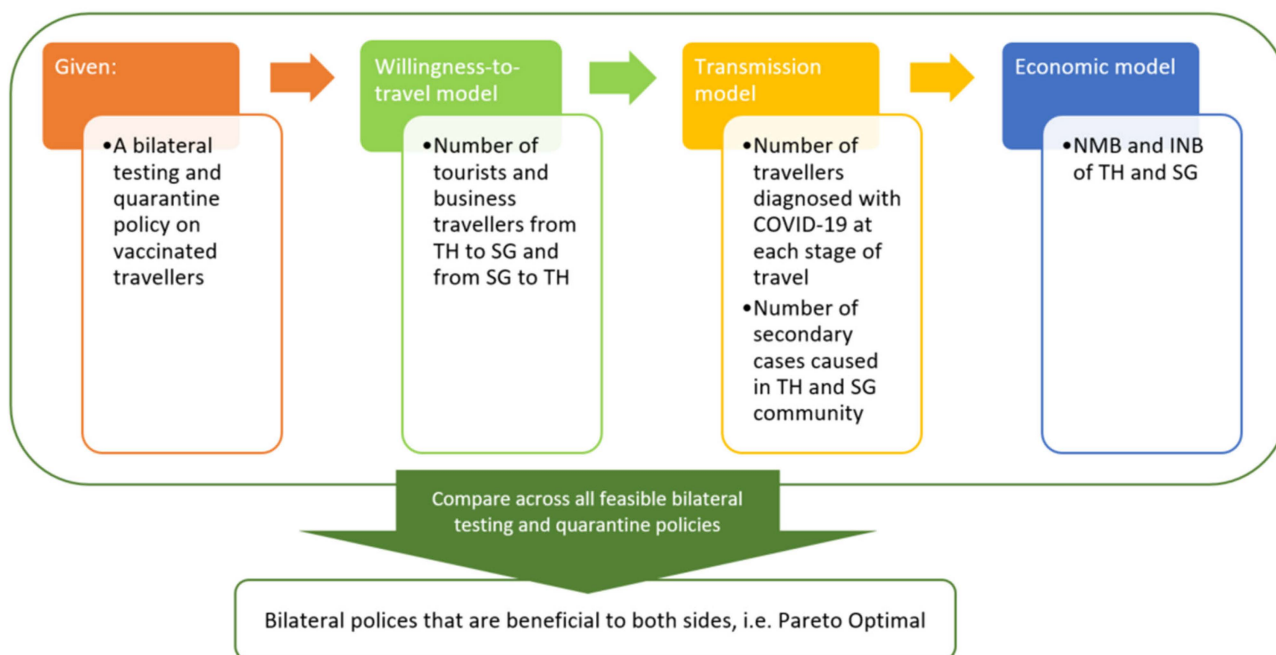 Given:
•A bilateral
testing and
quarantine
policy on
vaccinated
travellers
Willingness-to-
travel model
•Number of
tourists and
business
travellers from
TH to SG and
from SG to TH
Transmission
model
•Number of
travellers
diagnosed with
COVID-19 at
each stage of
travel
•Number of
secondary
cases caused
in TH and SG
community
Economic model
•NMB and INB
of TH and SG
Compare across all feasible bilateral
testing and quarantine policies
Bilateral polices that are beneficial to both sides, i.e. Pareto Optimal